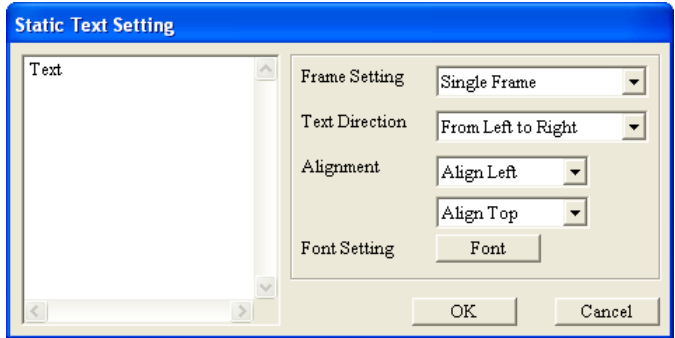 Static Text Setting
Text
Frame Setting Single Frame
Text Direction From Left to Right
Alignment Align Left
Align Top
Font Setting Font
OK Cancel